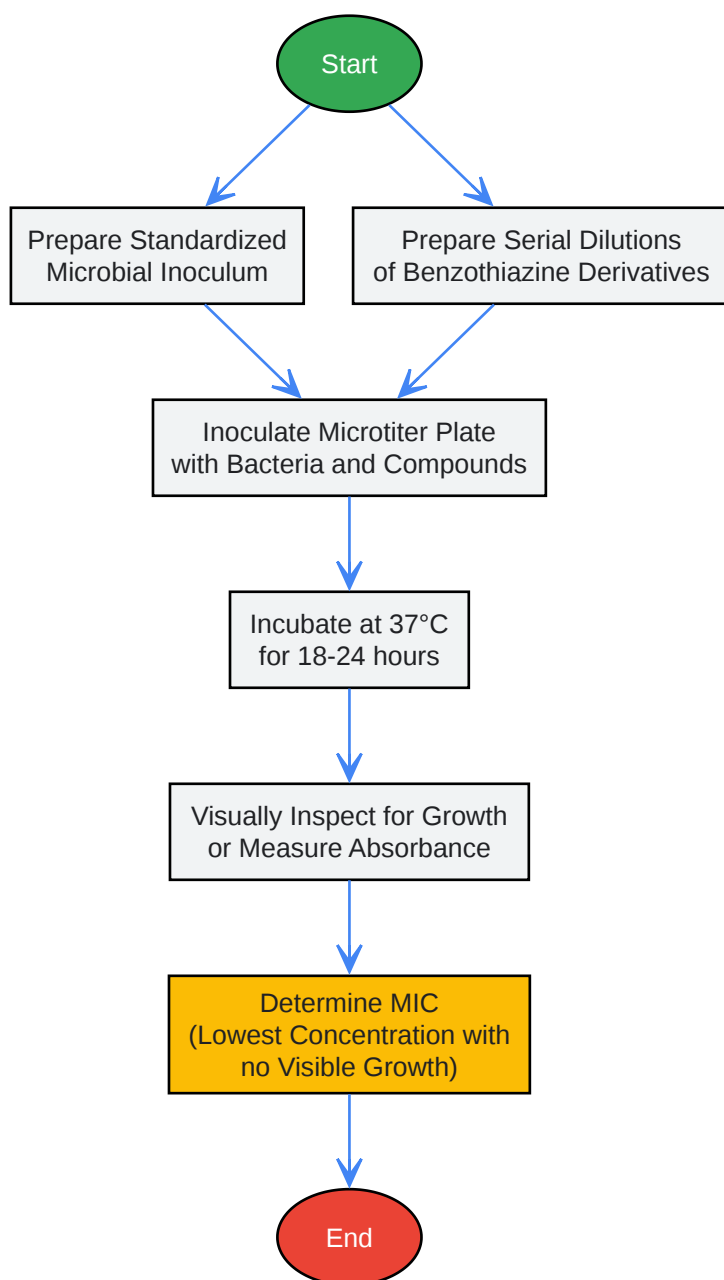 Start
Prepare Standardized
Microbial Inoculum
Prepare Serial Dilutions
of Benzothiazine Derivatives
Inoculate Microtiter Plate
with Bacteria and Compounds
Incubate at 37°C
for 18-24 hours
Visually Inspect for Growth
or Measure Absorbance
Determine MIC
(Lowest Concentration with
no Visible Growth)
End